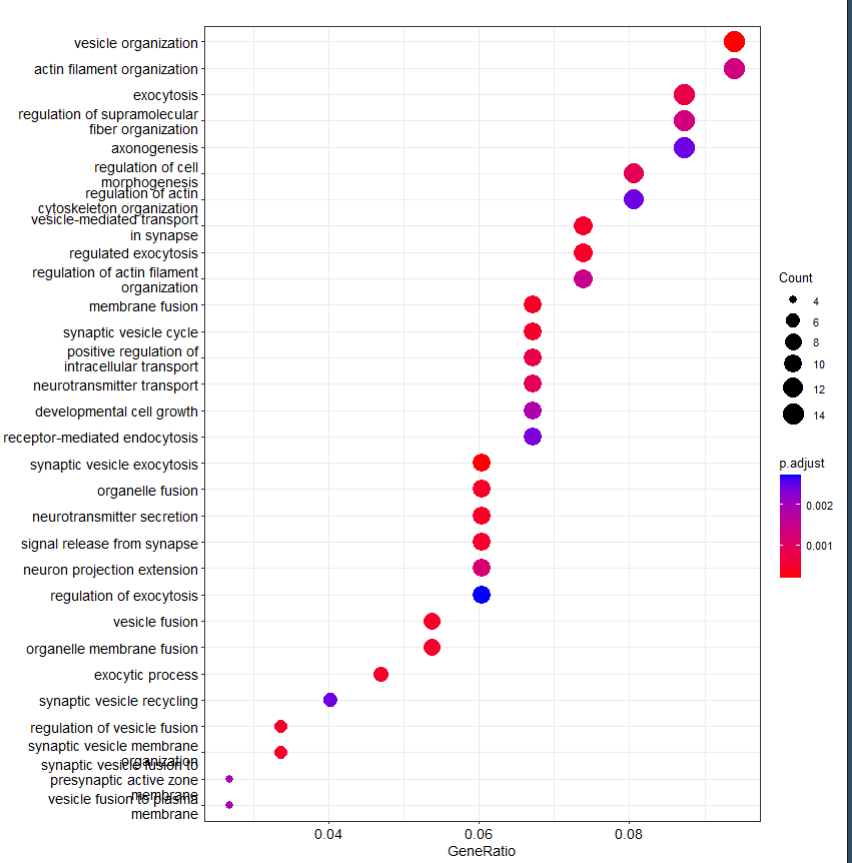 vesicle organization
actin filament organization
exocytosis
regulation of supramolecular
fiber organization
axonogenesis
regulation of cell
morphogenesis
regulation of actin
cytoskeleton organization
vesicle-mediated transport
in synapse
regulated exocytosis
regulation of actin filament
organization
membrane fusion
synaptic vesicle cycle
positive regulation of
intracellular transport
neurotransmitter transport
developmental cell growth
receptor-mediated endocytosis
synaptic vesicle exocytosis
organelle fusion
neurotransmitter secretion
signal release from synapse
neuron projection extension
regulation of exocytosis
vesicle fusion
organelle membrane fusion
exocytic process
synaptic vesicle recycling
regulation of vesicle fusion
synaptic vesicle membrane
organization
synaptic vesicle fusion to
presynaptic active zone
membrane
vesicle fusion to plasma
membrane
0.04 0.06 0.08
GeneRatio
Count
4
6
8
10
12
14
p.adjust
0.002
0.001